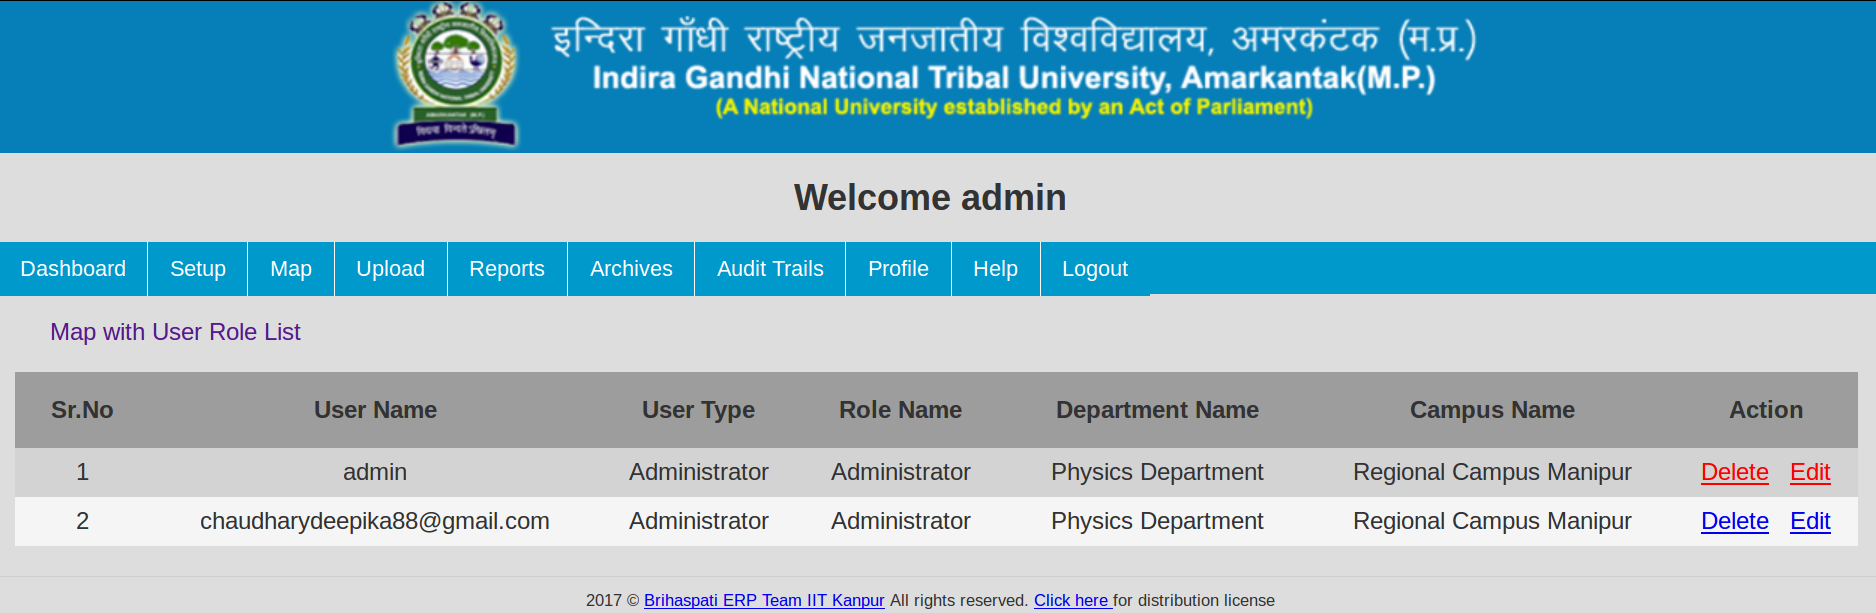 इन्दिरा गाँधी राष्ट्रीय जनजातीय विश्वविद्यालय, अमरकंटक (म.प्र.)
Indira Gandhi National Tribal University, Amarkantak(M.P.)
(A National University established by an Act of Parliament)
Welcome admin
Dashboard Setup Map Upload Reports Archives Audit Trails Profile Help Logout
Map with User Role List
Sr.No User Name User Type Role Name Department Name Campus Name Action
1 admin Administrator Administrator Physics Department Regional Campus Manipur Delete Edit
2 chaudharydeepika88@gmail.com Administrator Administrator Physics Department Regional Campus Manipur Delete Edit
2017 © Brihaspati ERP Team IIT Kanpur All rights reserved. Click here for distribution license